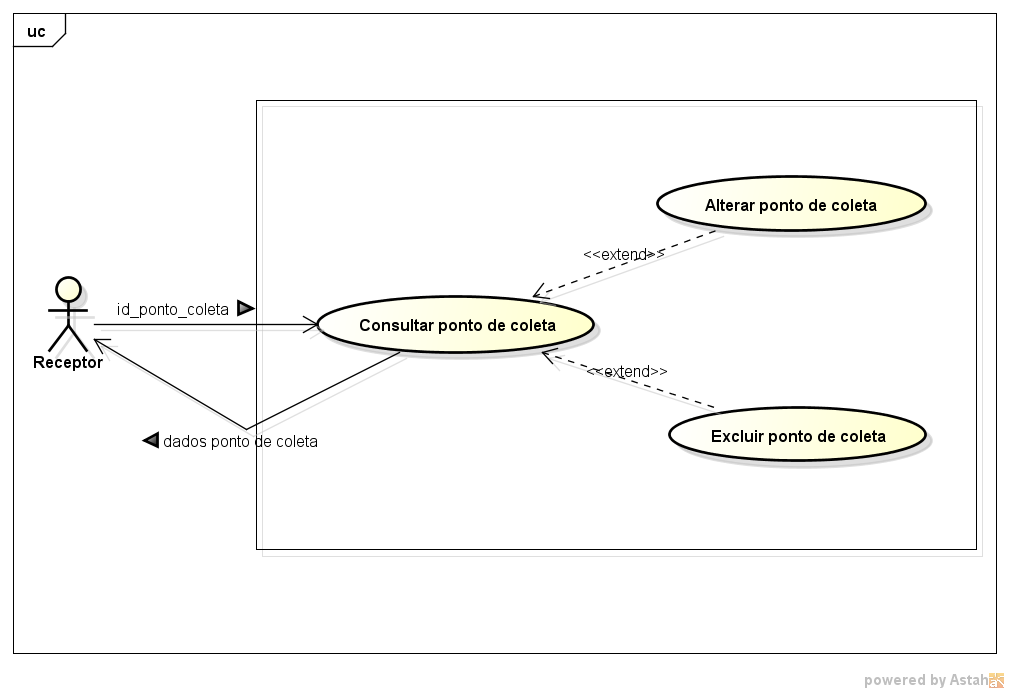 uc
Alterar ponto de coleta
<<extend>>
id_ponto_coleta
Consultar ponto de coleta
Receptor
<<extend>>
dados ponto de coleta
Excluir ponto de coleta
powered by Astah